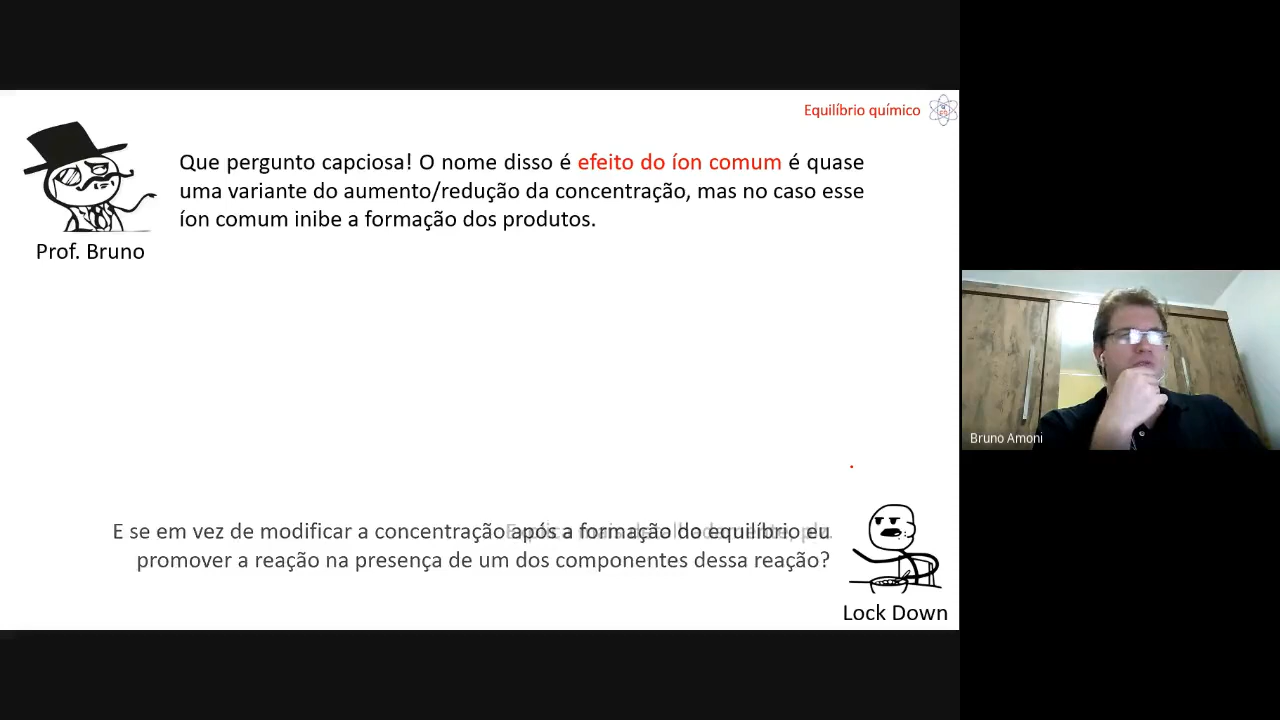 Equilíbrio químico
Que pergunto capciosa! O nome disso é efeito do íon comum é quase
uma variante do aumento/redução da concentração, mas no caso esse
íon comum inibe a formação dos produtos.
Prof. Bruno
Bruno Amoni
E se em vez de modificar a concentração após a formação do equilíbrio eu
promover a reação na presença de um dos componentes dessa reação?
Lock Down